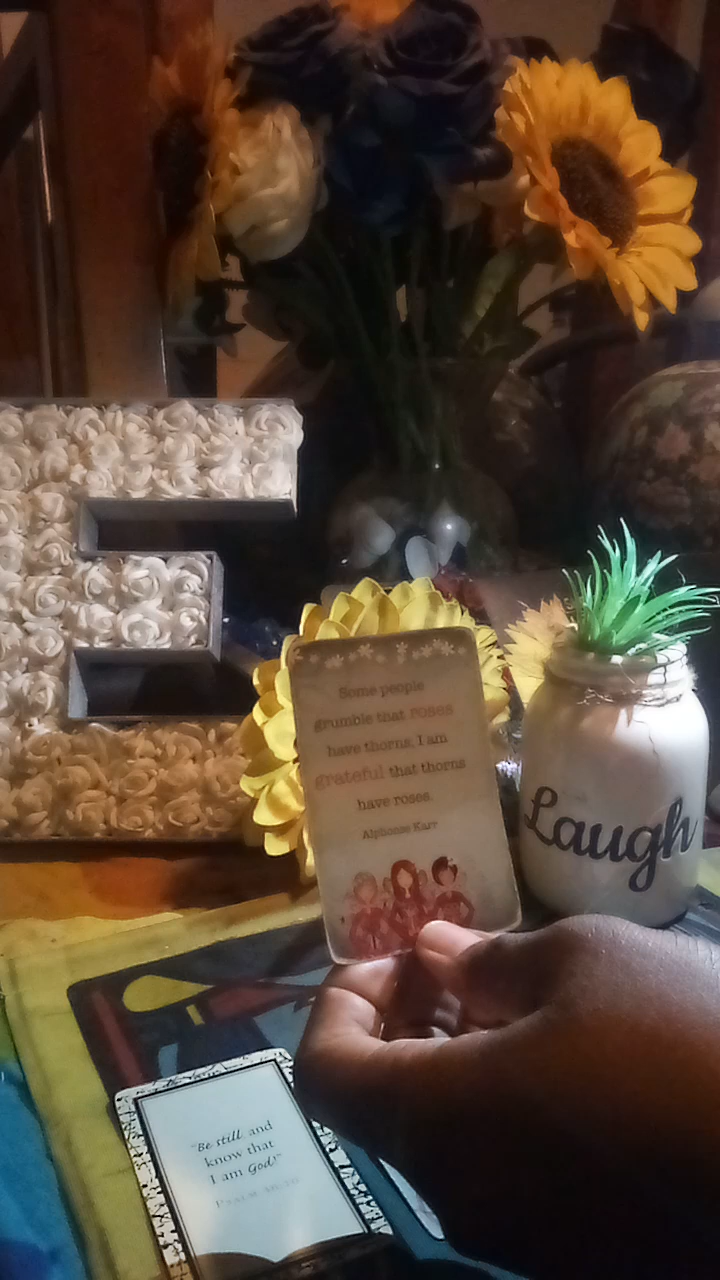 Some people
grumble that roses
have thorns; I am
grateful that thorns
have roses.
Alphonse Karr
Laugh
"Be still, and
know that
I am God!"
Psalm 46:10